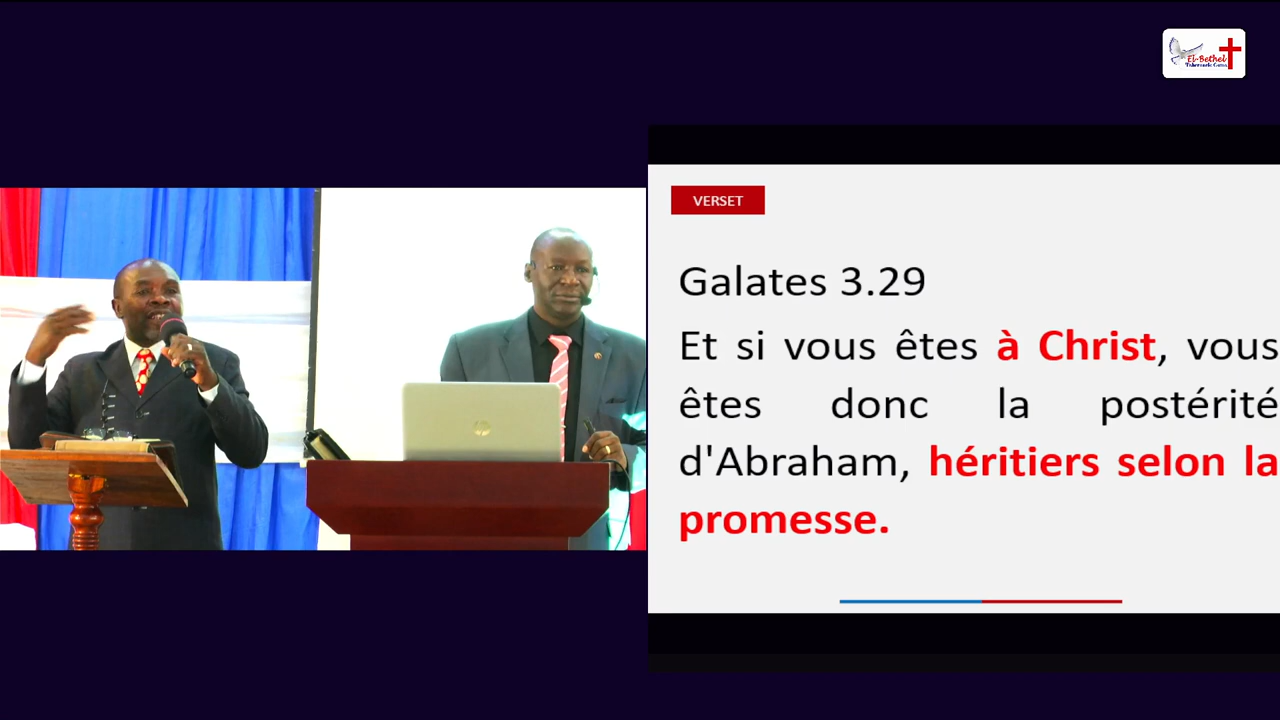 El-Bethel
VERSET
Galates 3.29
Et si vous êtes à Christ, vous
êtes donc la postérité
d'Abraham, héritiers selon la
promesse.